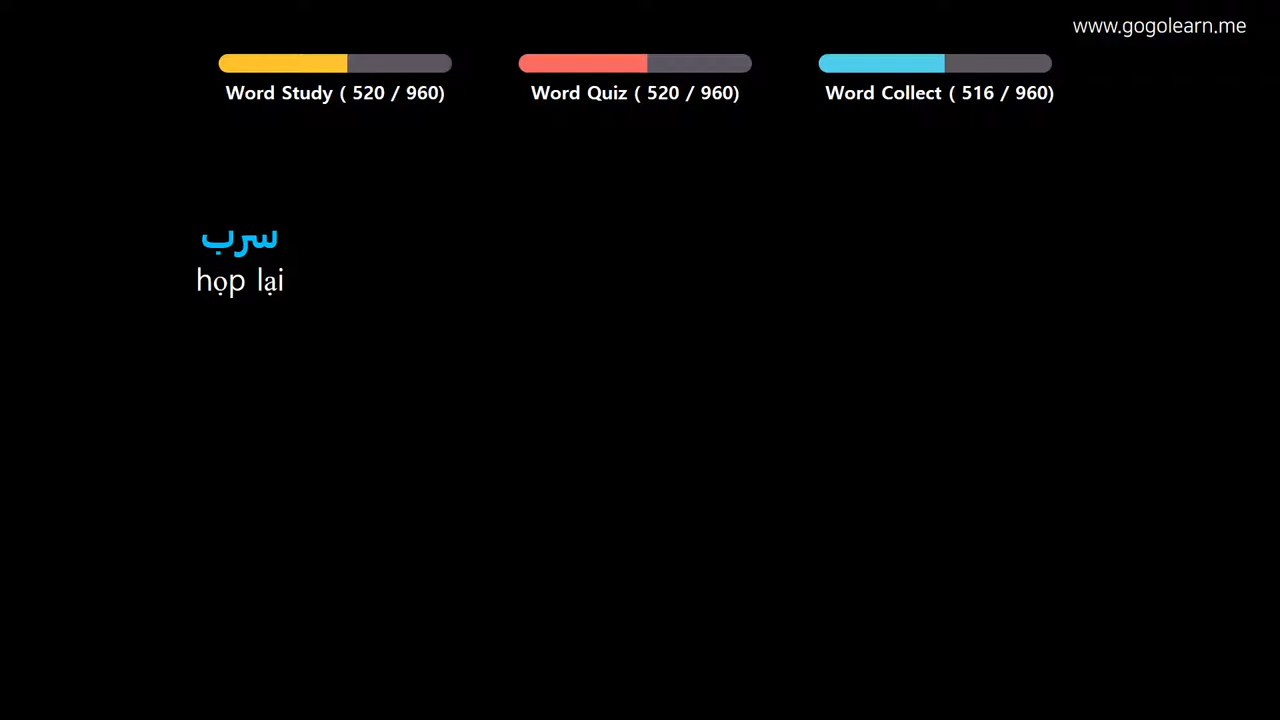 www.gogolearn.me
Word Study ( 520 / 960)
Word Quiz ( 520 / 960)
Word Collect ( 516 / 960)
سرب
họp lại